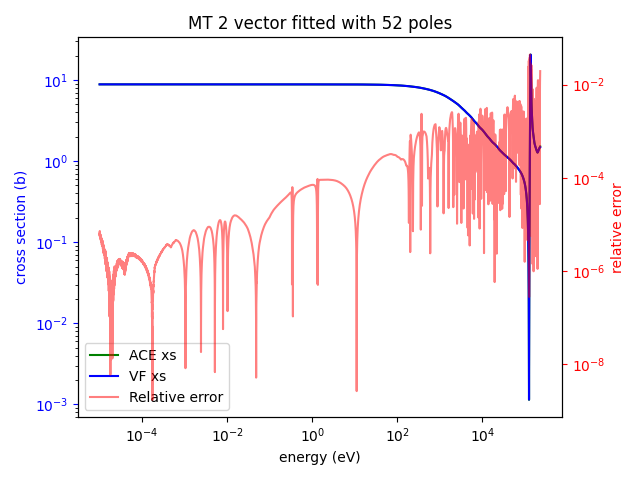 MT 2 vector fitted with 52 poles
10^1
10^0
10^-1
10^-2
10^-3
cross section (b)
10^-2
10^-4
10^-6
10^-8
relative error
ACE xs
VF xs
Relative error
10^-4
10^-2
10^0
10^2
10^4
energy (eV)